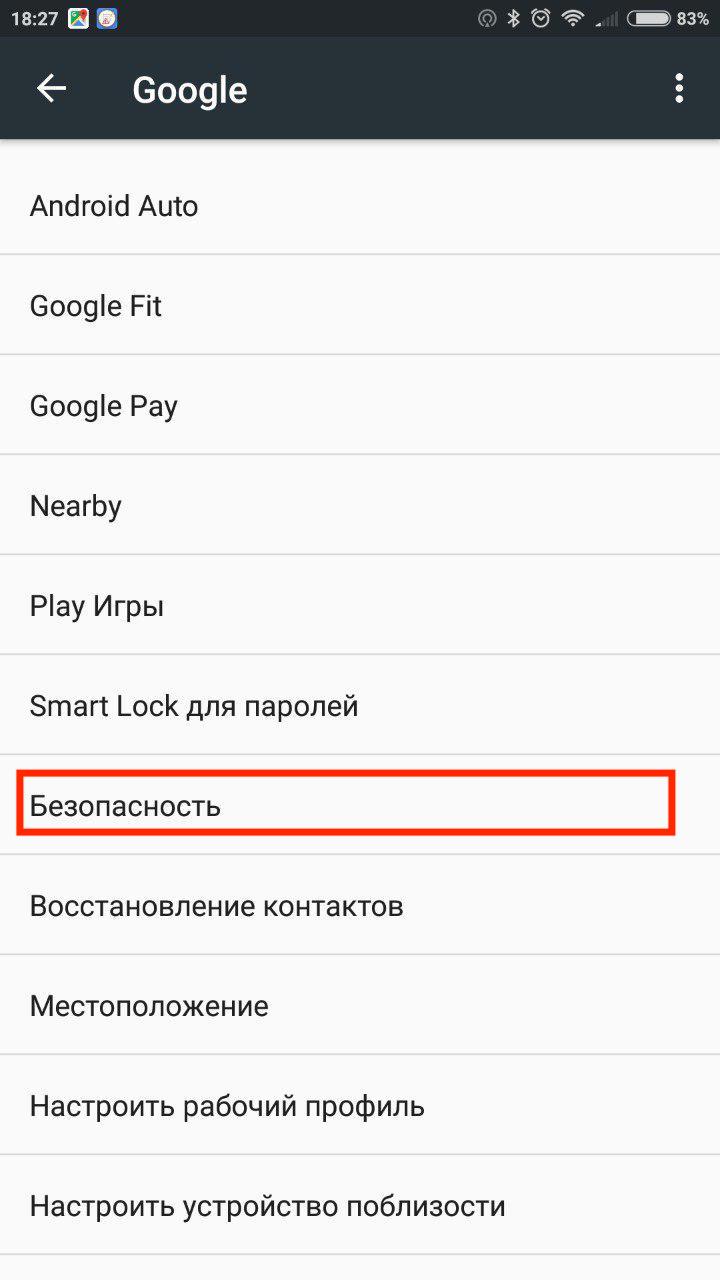 18:27 83%
Google
Android Auto
Google Fit
Google Pay
Nearby
Play Игры
Smart Lock для паролей
Безопасность
Восстановление контактов
Местоположение
Настроить рабочий профиль
Настроить устройство поблизости